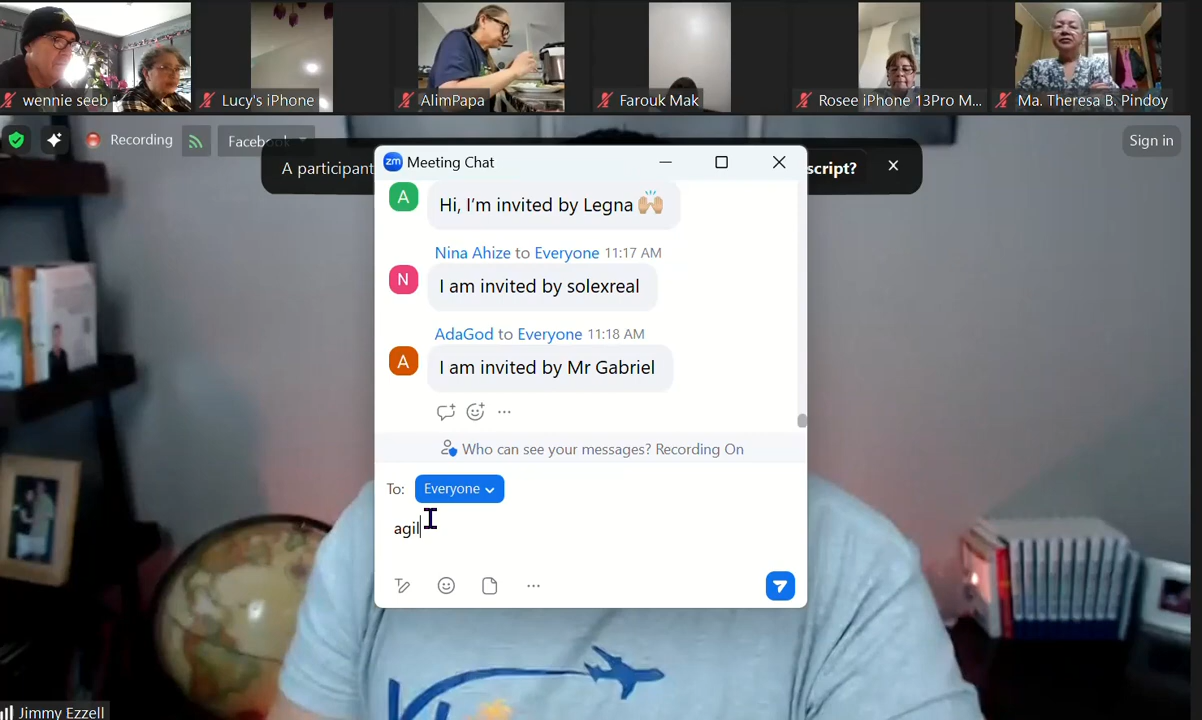 wennie seeb
Lucy's iPhone
AlimPapa
Farouk Mak
Rosee iPhone 13Pro M...
Ma. Theresa B. Pindoy
Recording
Sign in
A participant
script?
zm Meeting Chat
A
Hi, I'm invited by Legna 🙌🏼
Nina Ahize to Everyone 11:17 AM
N
I am invited by solexreal
AdaGod to Everyone 11:18 AM
A
I am invited by Mr Gabriel
Who can see your messages? Recording On
To: Everyone
agil
Jimmy Ezzell